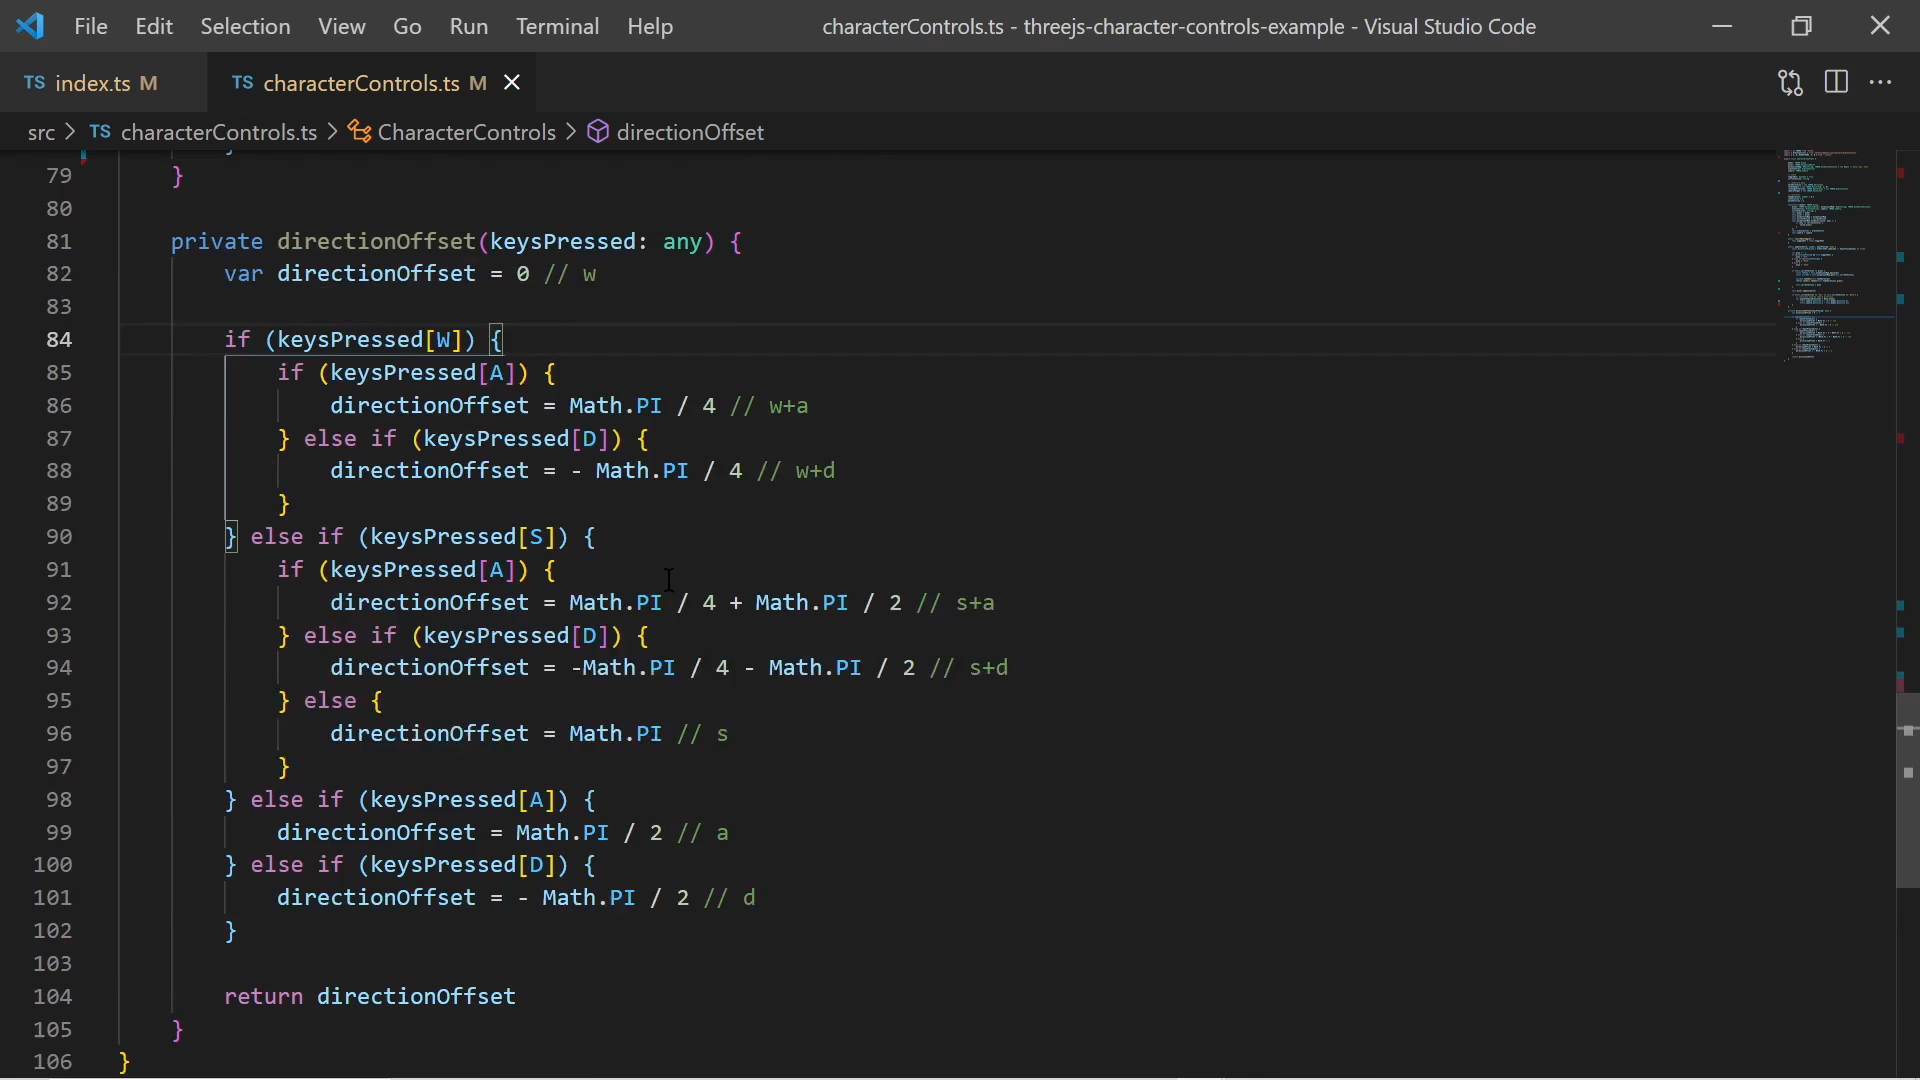 File Edit Selection View Go Run Terminal Help characterControls.ts - threejs-character-controls-example - Visual Studio Code
TS index.ts M TS characterControls.ts M
src > TS characterControls.ts > CharacterControls > directionOffset
79 }
80
81 private directionOffset(keysPressed: any) {
82 var directionOffset = 0 // w
83
84 if (keysPressed[W]) {
85 if (keysPressed[A]) {
86 directionOffset = Math.PI / 4 // w+a
87 } else if (keysPressed[D]) {
88 directionOffset = - Math.PI / 4 // w+d
89 }
90 } else if (keysPressed[S]) {
91 if (keysPressed[A]) {
92 directionOffset = Math.PI / 4 + Math.PI / 2 // s+a
93 } else if (keysPressed[D]) {
94 directionOffset = -Math.PI / 4 - Math.PI / 2 // s+d
95 } else {
96 directionOffset = Math.PI // s
97 }
98 } else if (keysPressed[A]) {
99 directionOffset = Math.PI / 2 // a
100 } else if (keysPressed[D]) {
101 directionOffset = - Math.PI / 2 // d
102 }
103
104 return directionOffset
105 }
106 }